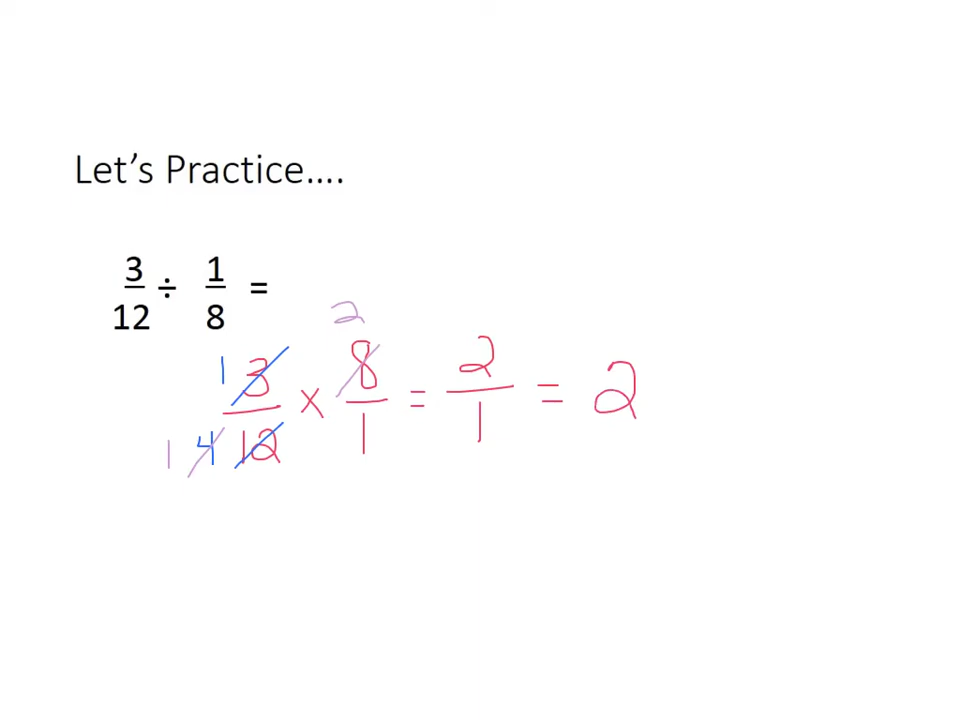 Let's Practice....
3/12 ÷ 1/8 =
2
1 3/12 × 8/1 = 2/1 = 2
1 4